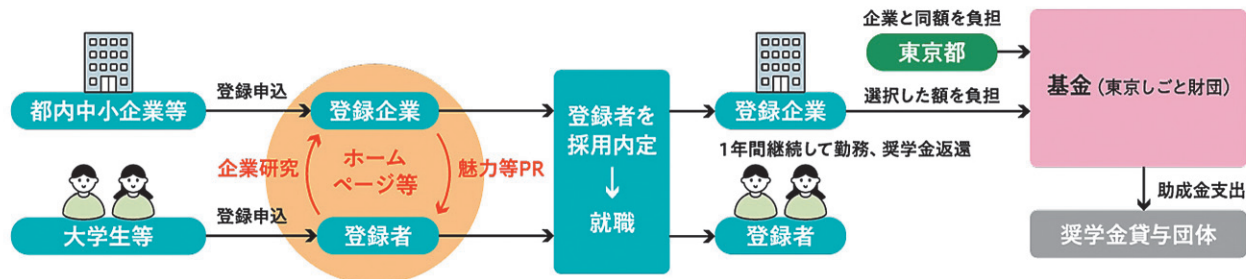 都内中小企業等
登録申込
登録企業
企業研究
ホーム
ページ等
魅力等PR
大学生等
登録申込
登録者
登録者を
採用内定
就職
登録企業
1年間継続して勤務、奨学金返還
登録者
企業と同額を負担
東京都
選択した額を負担
基金（東京しごと財団）
助成金支出
奨学金貸与団体